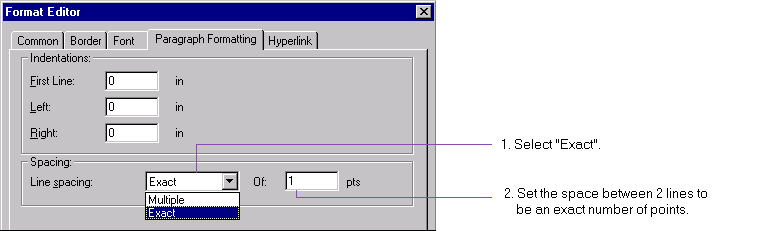 Format Editor
Common Border Font Paragraph Formatting Hyperlink
Indentations:
First Line: 0 in
Left: 0 in
Right: 0 in
Spacing:
Line spacing: Exact Of: 1 pts
Multiple
Exact
1. Select "Exact".
2. Set the space between 2 lines to
be an exact number of points.